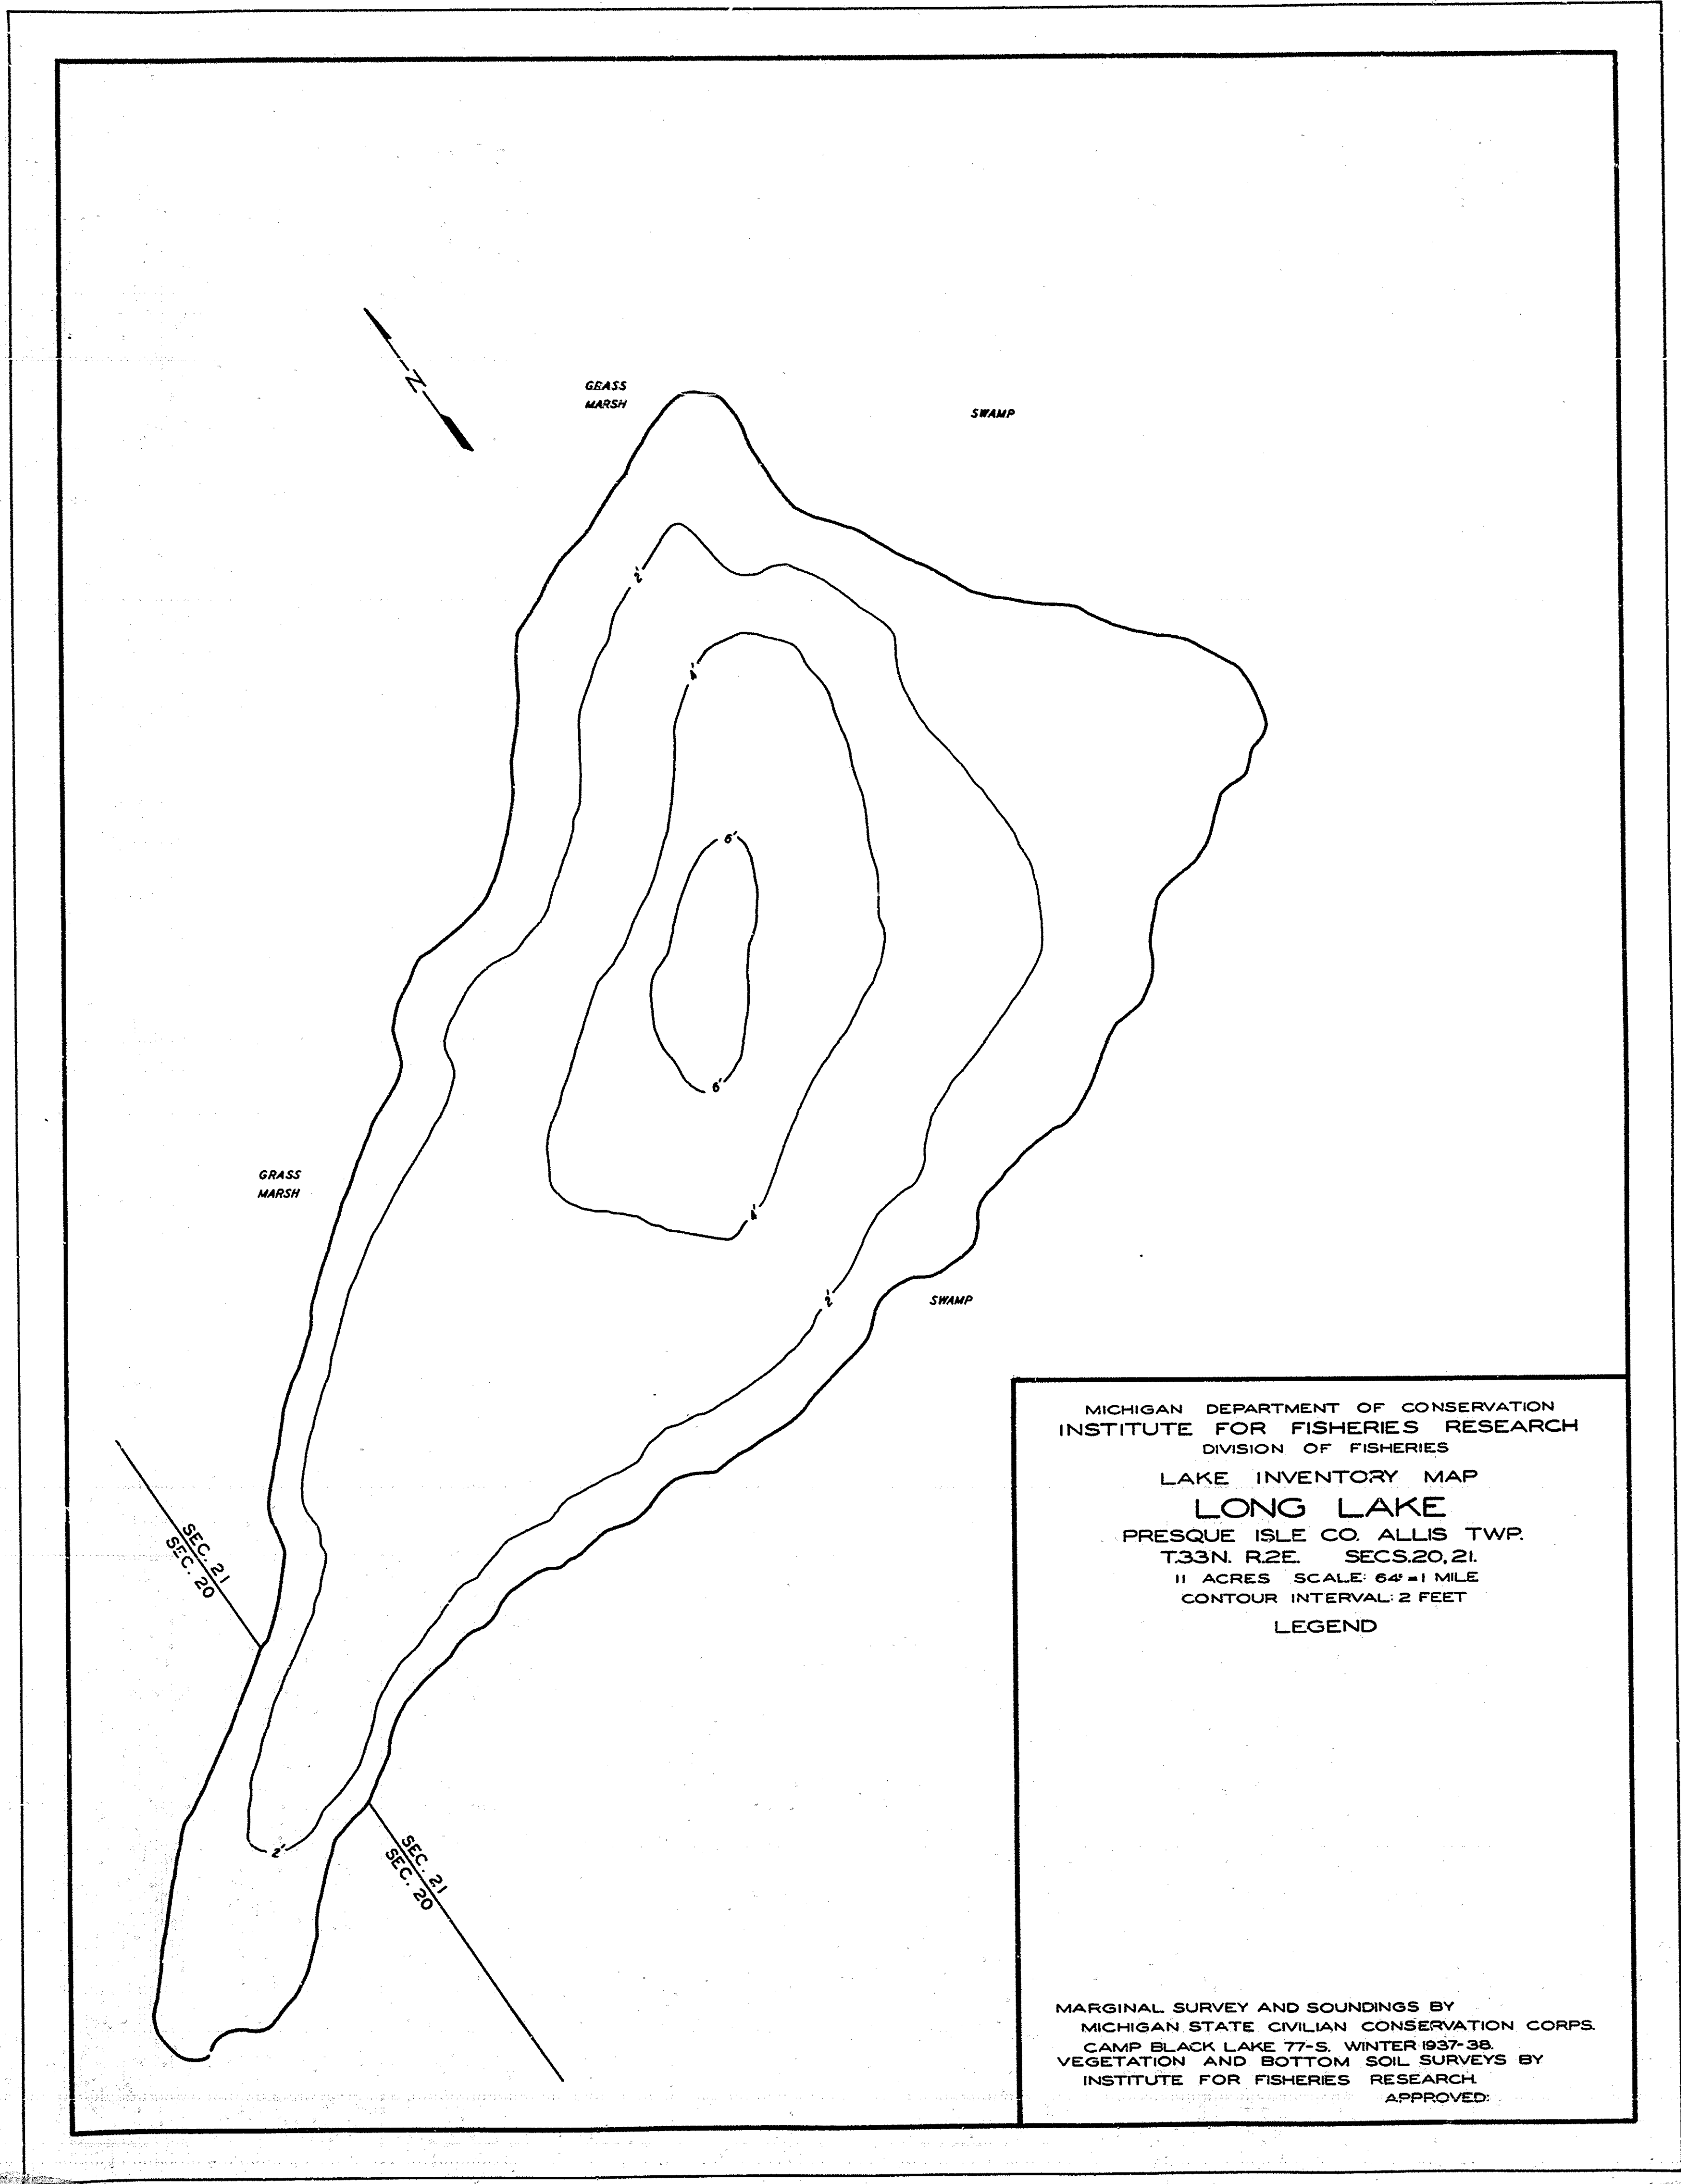 N
GRASS
MARSH
SWAMP
2'
4'
6'
6'
GRASS
MARSH
4'
2'
SWAMP
MICHIGAN DEPARTMENT OF CONSERVATION
INSTITUTE FOR FISHERIES RESEARCH
DIVISION OF FISHERIES
LAKE INVENTORY MAP
LONG LAKE
PRESQUE ISLE CO. ALLIS TWP.
T.33N. R.2E. SECS.20,21.
11 ACRES SCALE: 64"=1 MILE
CONTOUR INTERVAL: 2 FEET
LEGEND
SEC. 21
SEC. 20
2'
SEC. 21
SEC. 20
MARGINAL SURVEY AND SOUNDINGS BY
MICHIGAN STATE CIVILIAN CONSERVATION CORPS.
CAMP BLACK LAKE 77-S. WINTER 1937-38.
VEGETATION AND BOTTOM SOIL SURVEYS BY
INSTITUTE FOR FISHERIES RESEARCH.
APPROVED: